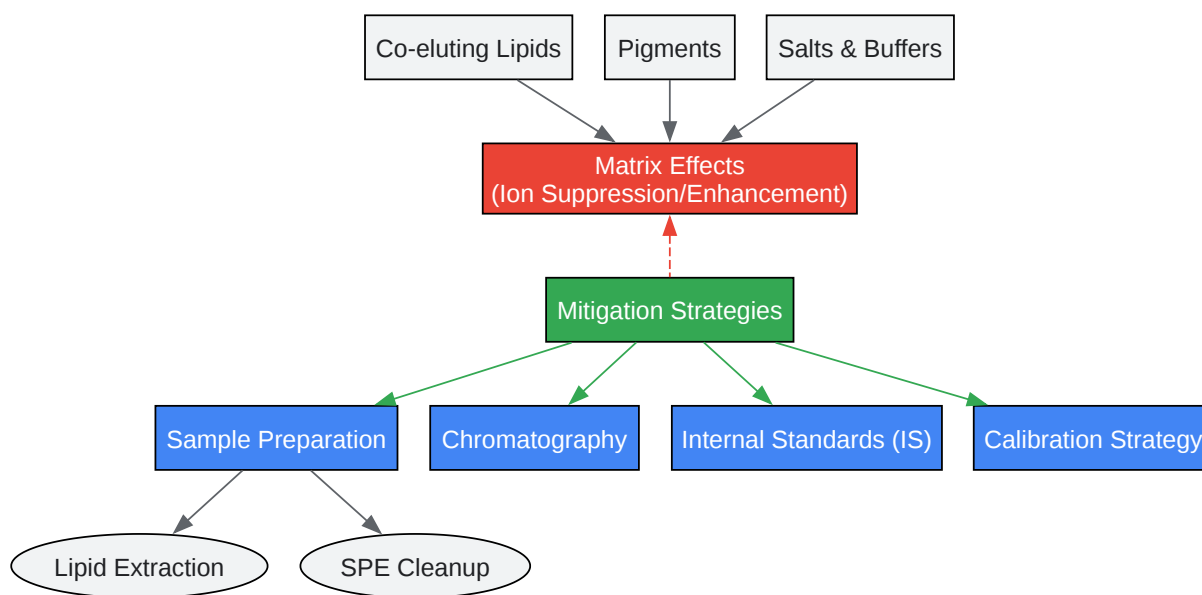 Co-eluting Lipids
Pigments
Salts & Buffers
Matrix Effects
(Ion Suppression/Enhancement)
Mitigation Strategies
Sample Preparation
Chromatography
Internal Standards (IS)
Calibration Strategy
Lipid Extraction
SPE Cleanup